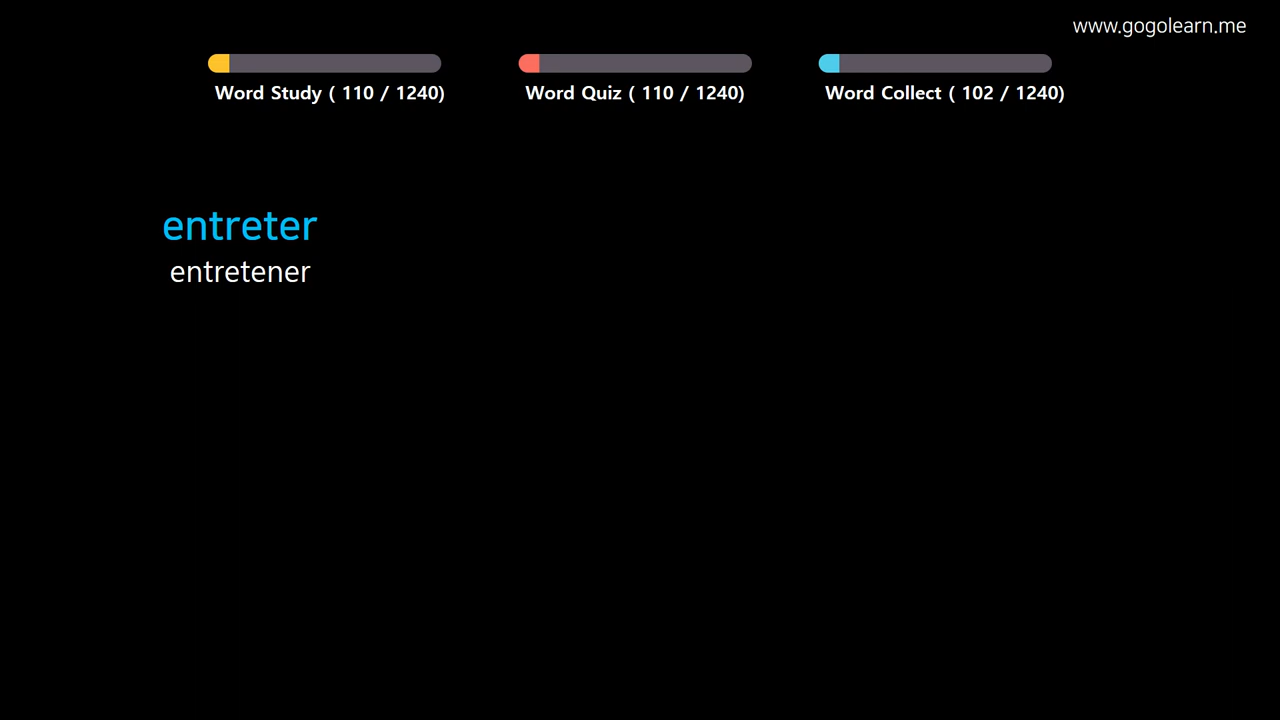 www.gogolearn.me
Word Study ( 110 / 1240)
Word Quiz ( 110 / 1240)
Word Collect ( 102 / 1240)
entreter
entretener